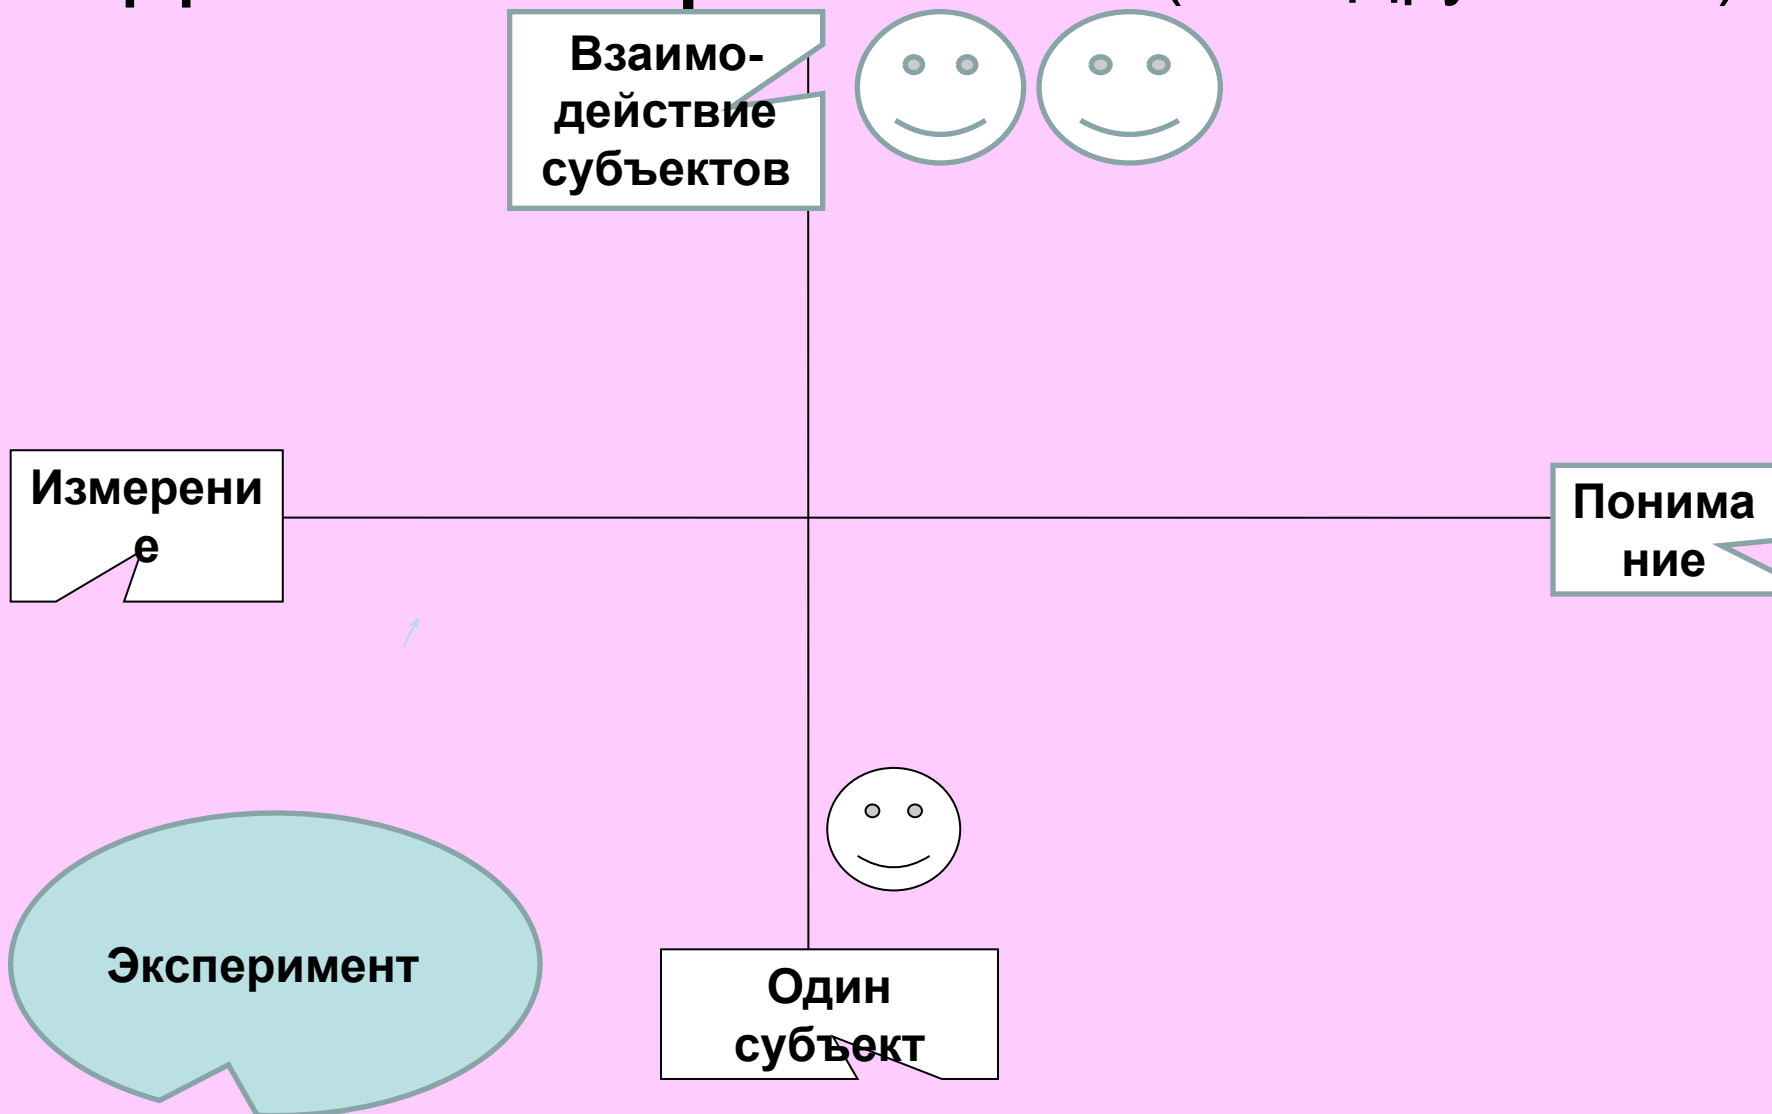 Взаимо-
действие
субъектов
Измерени
е
Понима
ние
Эксперимент
Один
субъект